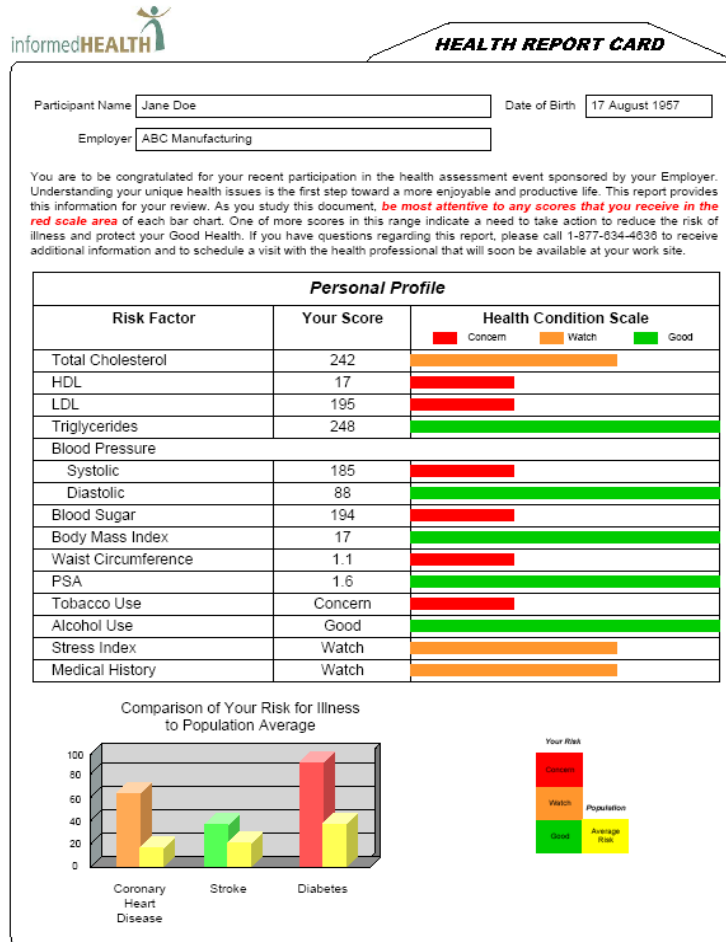 informedHEALTH
HEALTH REPORT CARD
Participant Name Jane Doe Date of Birth 17 August 1957
Employer ABC Manufacturing
You are to be congratulated for your recent participation in the health assessment event sponsored by your Employer.
Understanding your unique health issues is the first step toward a more enjoyable and productive life. This report provides
this information for your review. As you study this document, be most attentive to any scores that you receive in the
red scale area of each bar chart. One of more scores in this range indicate a need to take action to reduce the risk of
illness and protect your Good Health. If you have questions regarding this report, please call 1-877-634-4636 to receive
additional information and to schedule a visit with the health professional that will soon be available at your work site.
Personal Profile
Risk Factor Your Score Health Condition Scale
Concern Watch Good
Total Cholesterol 242
HDL 17
LDL 195
Triglycerides 248
Blood Pressure
Systolic 185
Diastolic 88
Blood Sugar 194
Body Mass Index 17
Waist Circumference 1.1
PSA 1.6
Tobacco Use Concern
Alcohol Use Good
Stress Index Watch
Medical History Watch
Comparison of Your Risk for Illness
to Population Average
100
80
60
40
20
0
Coronary
Heart
Disease
Stroke
Diabetes
Your Risk
Concern
Watch
Population
Good
Average
Risk